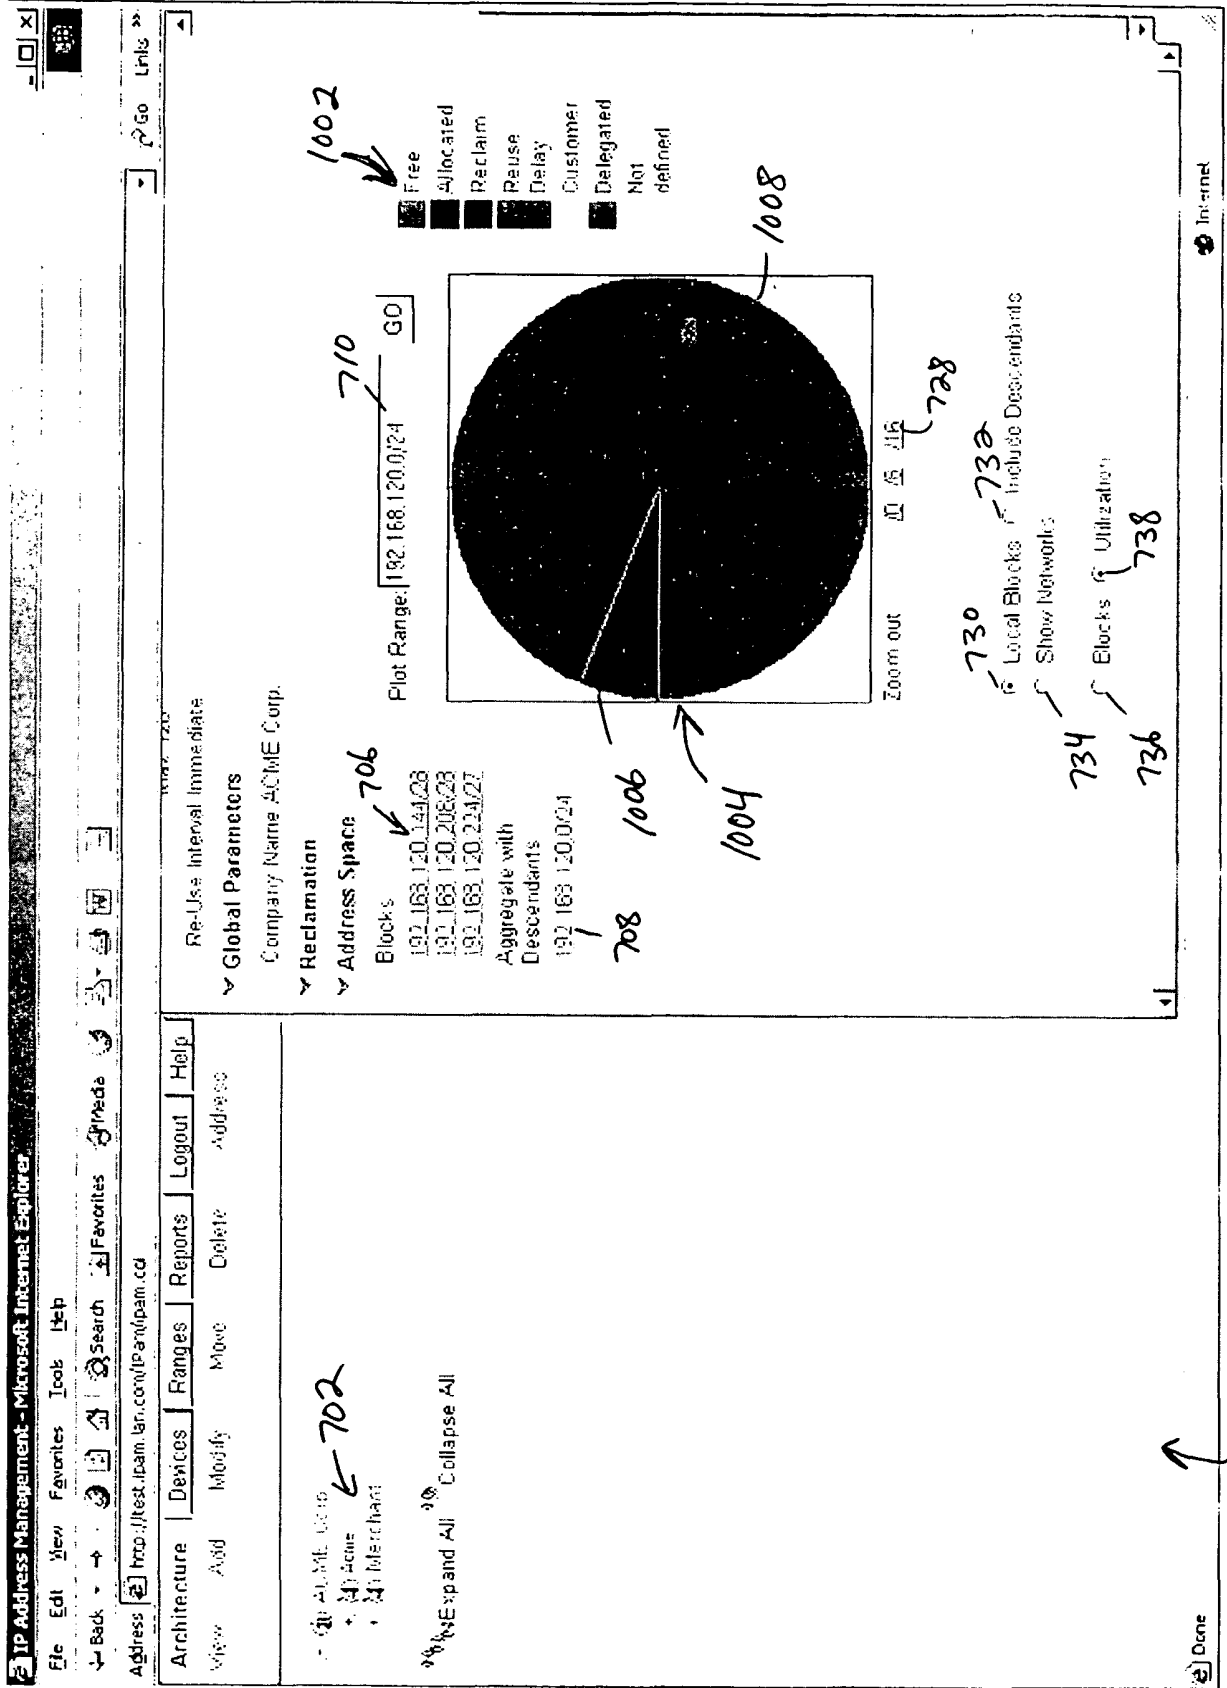 IP Address Management - Microsoft Internet Explorer
File Edit View Favorites Tools Help
Back Search Favorites Media
Address http://test.ipam.lan.com/IPam/ipam.cgi Go Links »
Architecture Devices Ranges Reports Logout Help
View Add Modify Move Delete Address
ACME Corp
Acme
Merchant
702
Expand All Collapse All
Re-Use Interval Immediate
Global Parameters
Company Name ACME Corp.
Reclamation
Address Space
706
Blocks
192.168.120.144/28
192.168.120.208/28
192.168.120.224/27
Aggregate with
Descendants
192.168.120.0/24
708
Plot Range: 192.168.120.0/24 GO
710
1002
Free
Allocated
Reclaim
Reuse
Delay
Customer
Delegated
Not
defined
1006
1004
1008
Zoom out /0 /6 /16
728
730
732
Local Blocks Include Descendants
734
Show Networks
736
Blocks Utilization
738
Done Internet